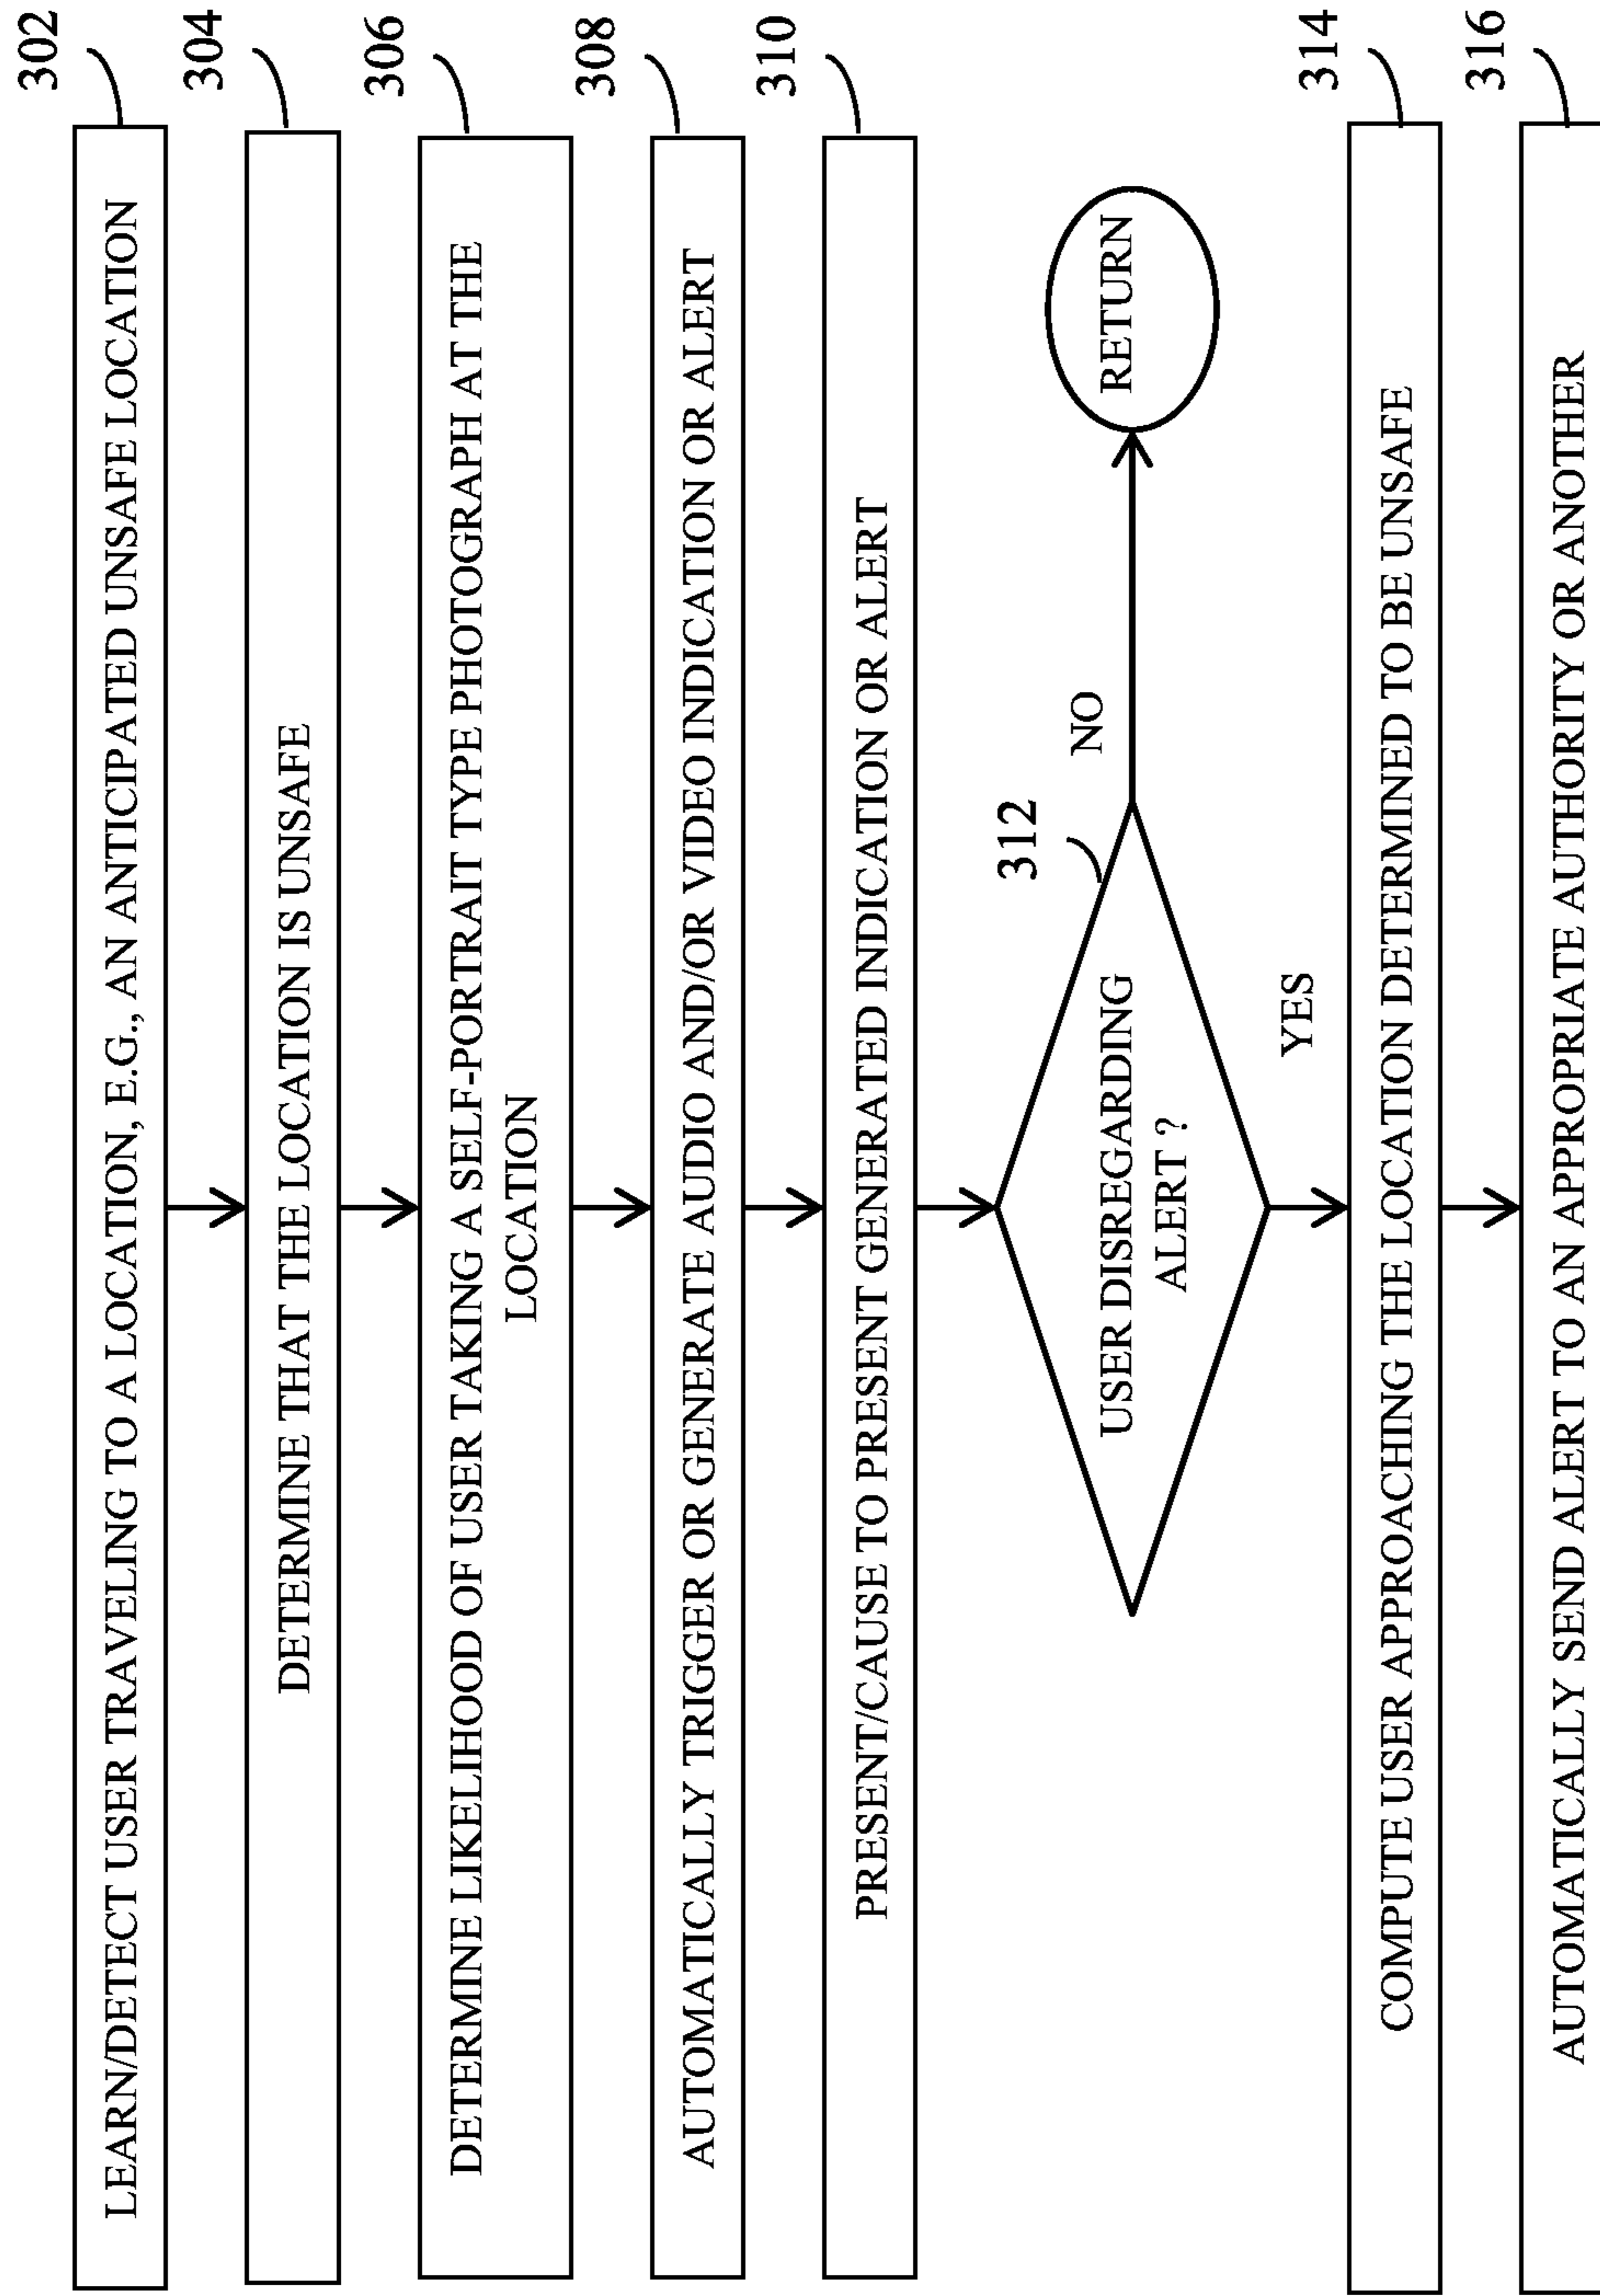 302
LEARN/DETECT USER TRAVELING TO A LOCATION, E.G., AN ANTICIPATED UNSAFE LOCATION
304
DETERMINE THAT THE LOCATION IS UNSAFE
306
DETERMINE LIKELIHOOD OF USER TAKING A SELF-PORTRAIT TYPE PHOTOGRAPH AT THE
LOCATION
308
AUTOMATICALLY TRIGGER OR GENERATE AUDIO AND/OR VIDEO INDICATION OR ALERT
310
PRESENT/CAUSE TO PRESENT GENERATED INDICATION OR ALERT
312
USER DISREGARDING
ALERT ?
NO
RETURN
YES
314
COMPUTE USER APPROACHING THE LOCATION DETERMINED TO BE UNSAFE
316
AUTOMATICALLY SEND ALERT TO AN APPROPRIATE AUTHORITY OR ANOTHER